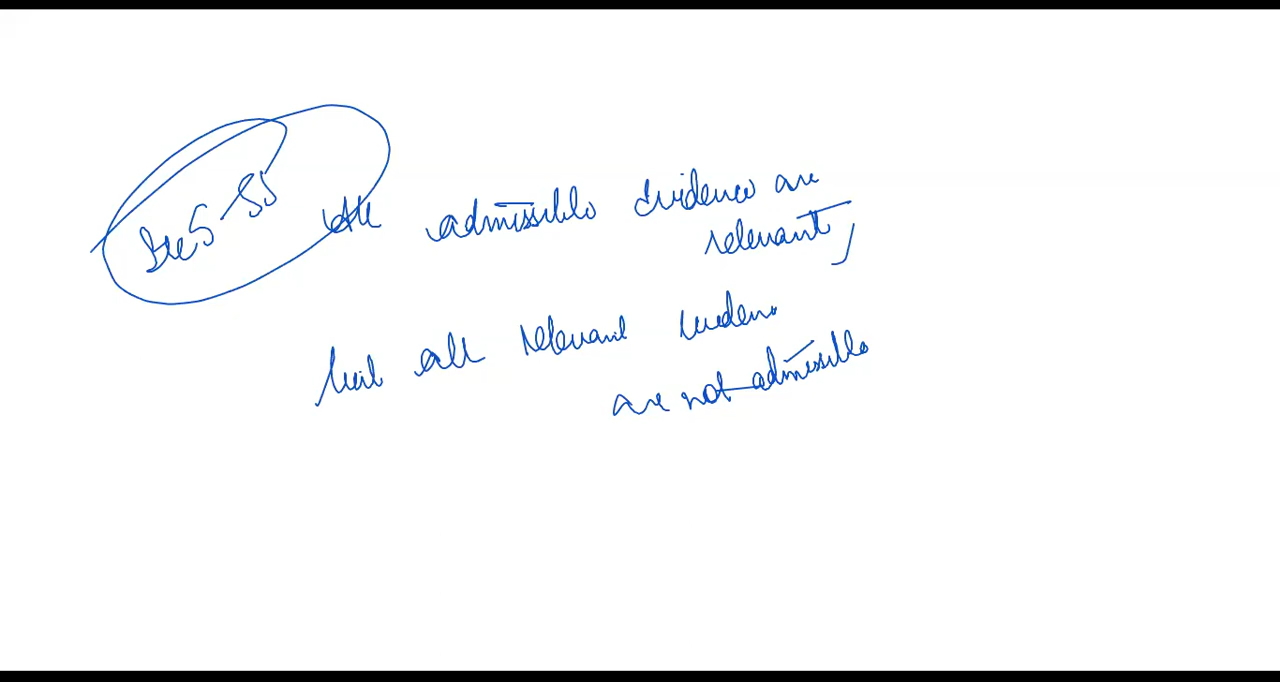 Sec 5-55 All admissible Evidence are
relevant,
but all relevant evidence
are not admissible